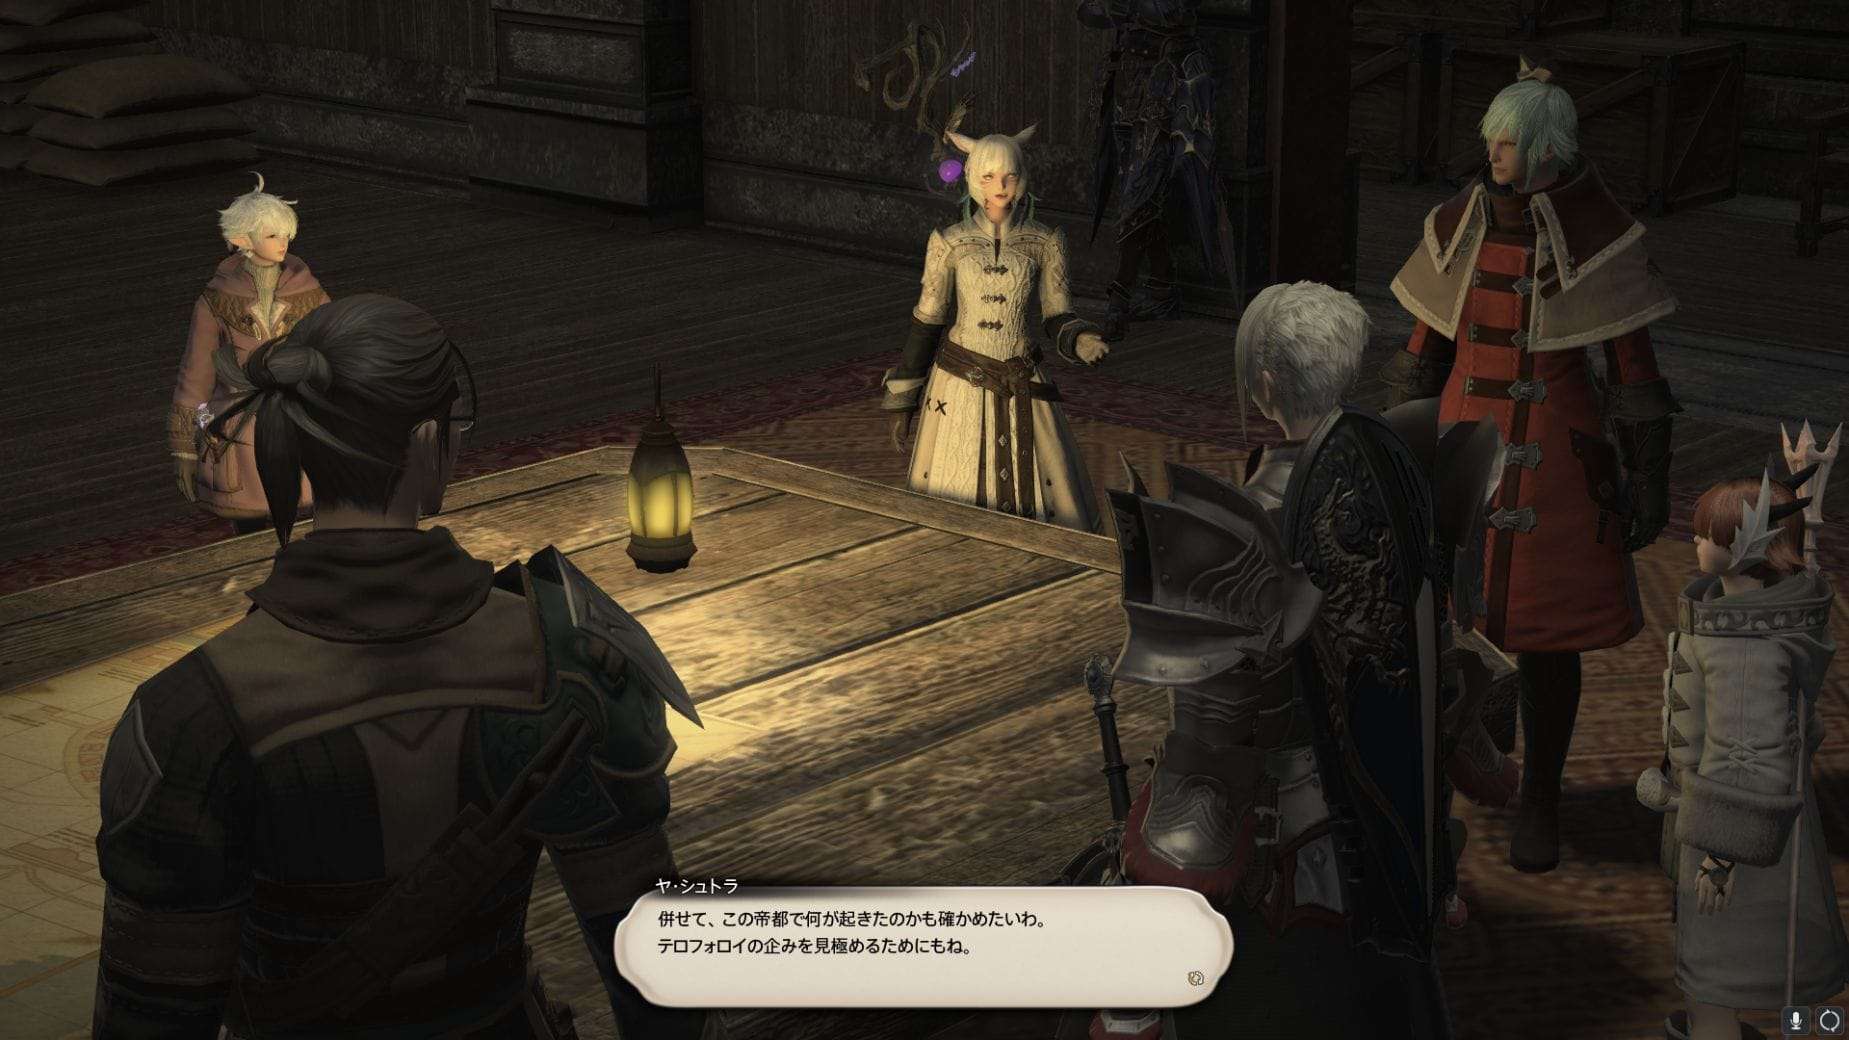 ヤ・シュトラ
併せて、この帝都で何が起きたのかも確かめたいわ。
テロフォロイの企みを見極めるためにもね。